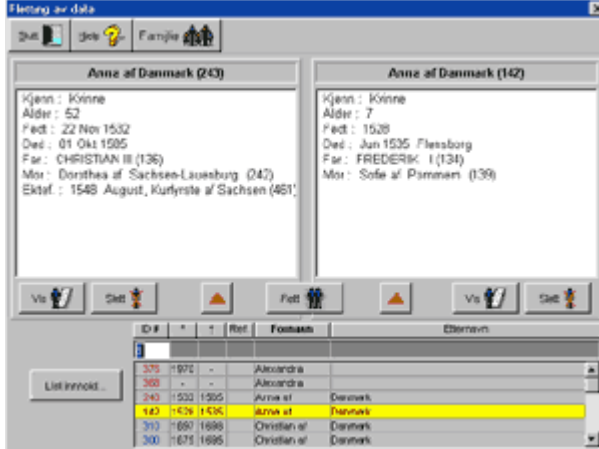 Fletting av data
Slutt Hjelp Familie
Anna af Danmark (243)
Kjønn : Kvinne
Alder : 52
Født : 22 Nov 1532
Død : 01 Okt 1585
Far : CHRISTIAN III (136)
Mor : Dorothea af Sachsen-Lauenburg (242)
Ektef. : 1548 August, Kurfyrste af Sachsen (461)
Anna af Danmark (142)
Kjønn : Kvinne
Alder : 7
Født : 1528
Død : Jun 1535 Flensborg
Far : FREDERIK I (134)
Mor : Sofie af Pommern (139)
Vis Slett Flett Vis Slett
ID # * † Ref. Fornavn Etternavn
List innhold...
375 1970 - Alexandra
368 - - Alexandra
243 1532 1585 Anna af Danmark
142 1528 1535 Anna af Danmark
310 1697 1698 Christian af Danmark
300 1675 1695 Christian af Danmark